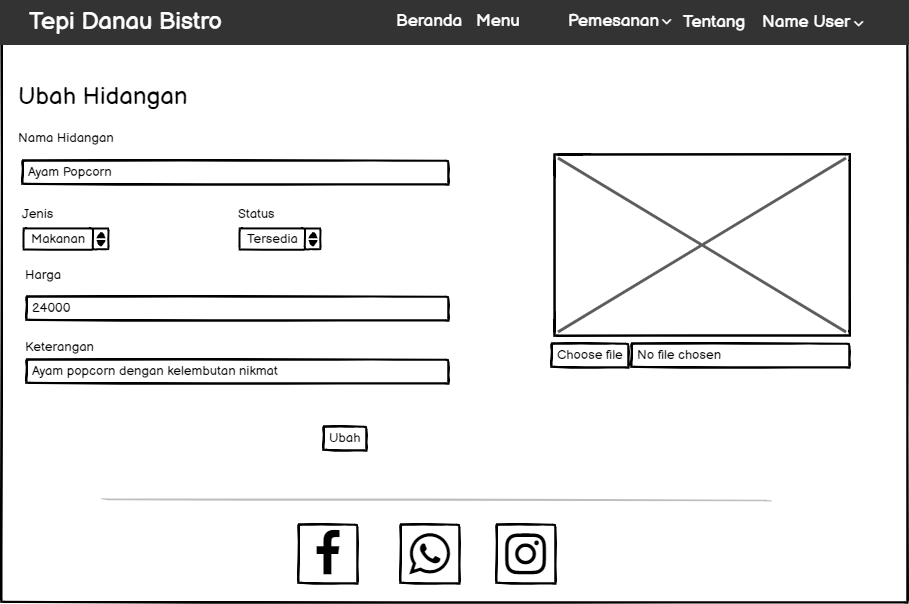 Tepi Danau Bistro Beranda Menu Pemesanan Tentang Name User
Ubah Hidangan
Nama Hidangan
Ayam Popcorn
Jenis Status
Makanan Tersedia
Harga
24000
Keterangan
Ayam popcorn dengan kelembutan nikmat
Choose file No file chosen
Ubah